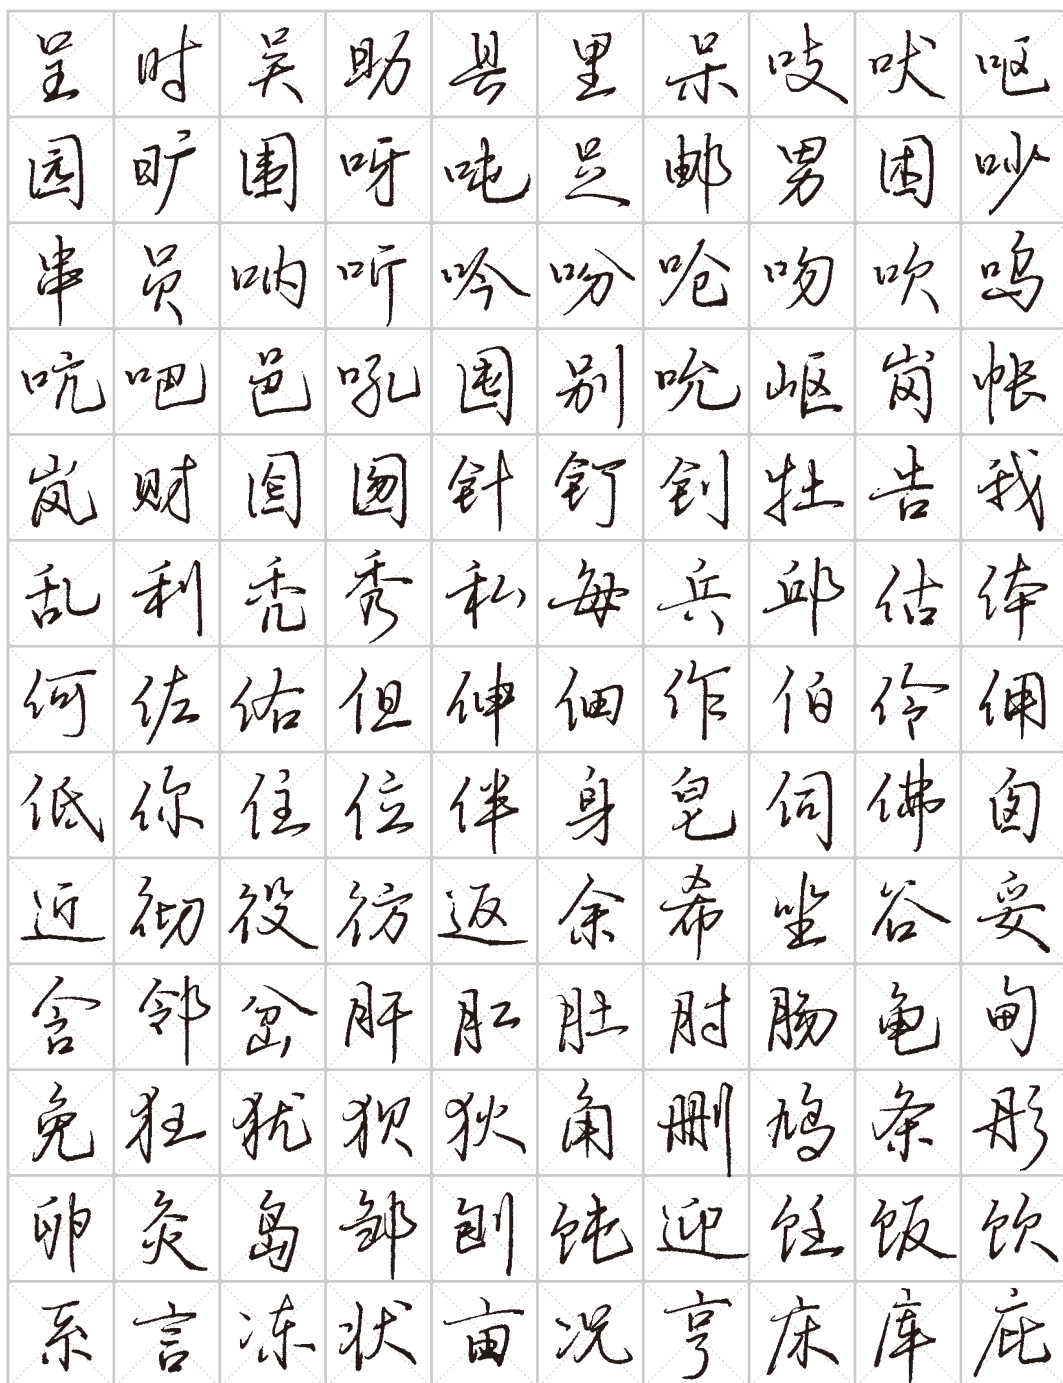 呈时吴助县里呆吱吠呕
园旷围呀吨足邮男困吵
串员呐听吟吩呛吻吹呜
吭吧邑吼囤别吮岖岗帐
岚财囵囫针钉钊牡告我
乱利秃秀私每兵邱估体
何佐佑但伸佃作伯伶佣
低你住位伴身皂伺佛囱
近彻役彷返余希坐谷妥
含邻岔肝肛肚肘肠龟甸
免狂犹狈狄角删鸠条彤
卵灸岛邹刨饨迎饪饭饮
系言冻状亩况亨床库庇